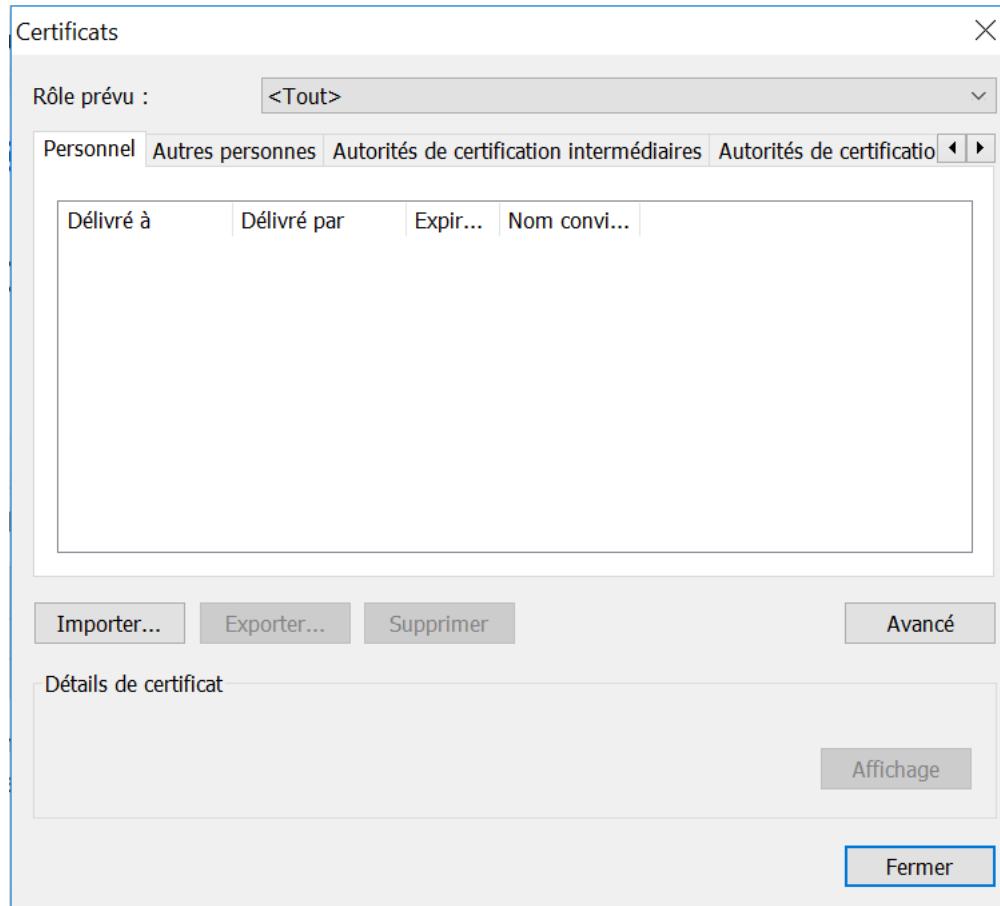 Certificats
Rôle prévu : <Tout>
Personnel Autres personnes Autorités de certification intermédiaires Autorités de certificatio
Délivré à Délivré par Expir... Nom convi...
Importer... Exporter... Supprimer Avancé
Détails de certificat
Affichage
Fermer